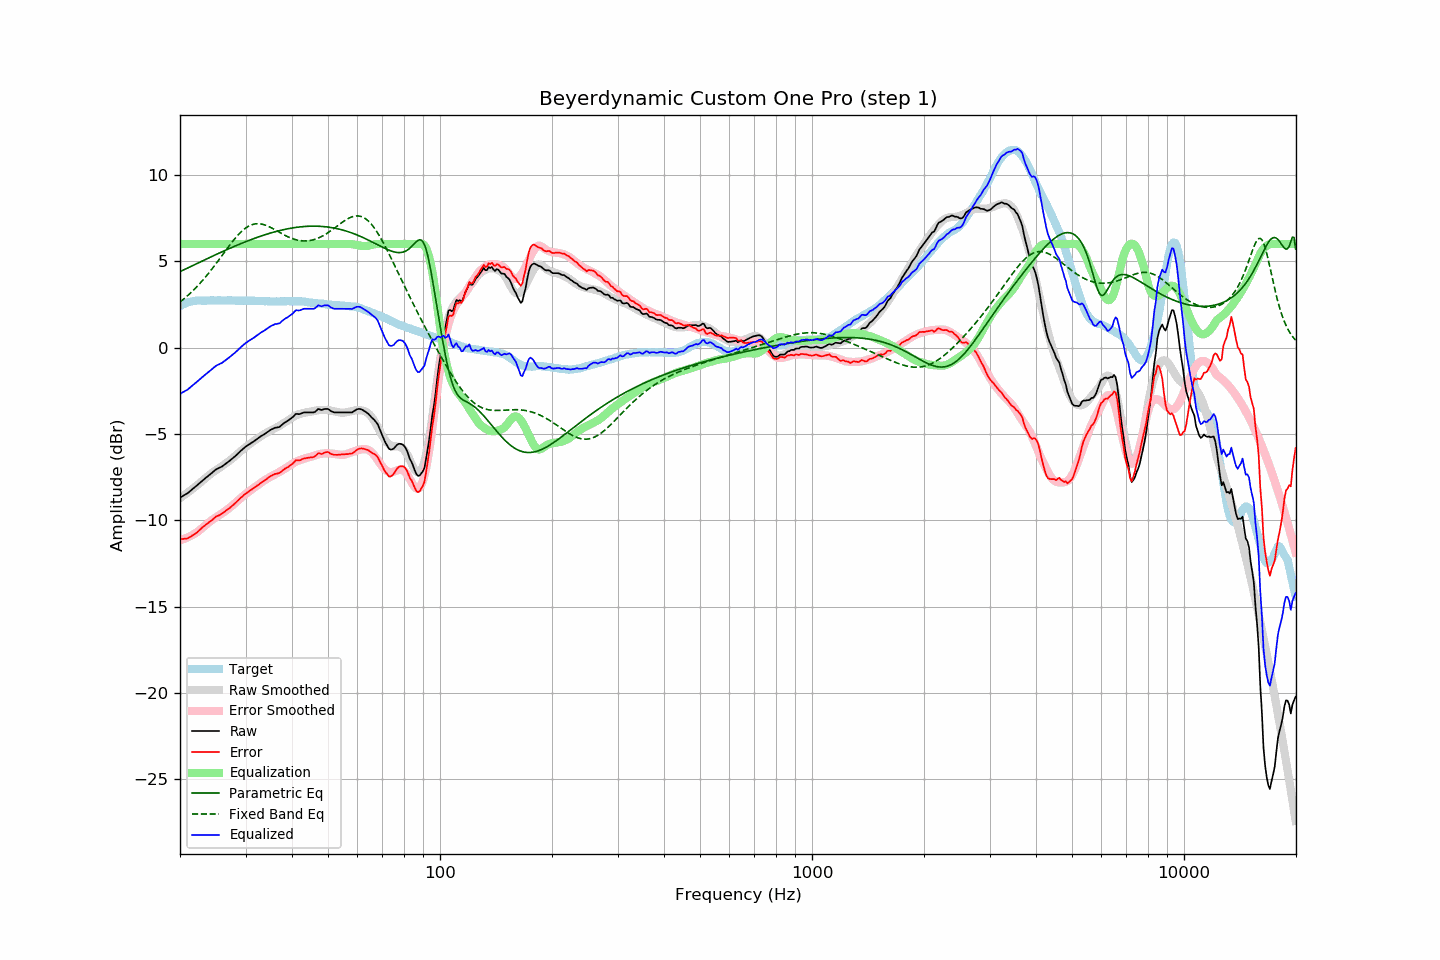 Beyerdynamic Custom One Pro (step 1)
10
5
0
−5
−10
−15
−20
−25
Amplitude (dBr)
Target
Raw Smoothed
Error Smoothed
Raw
Error
Equalization
Parametric Eq
Fixed Band Eq
Equalized
100
1000
10000
Frequency (Hz)